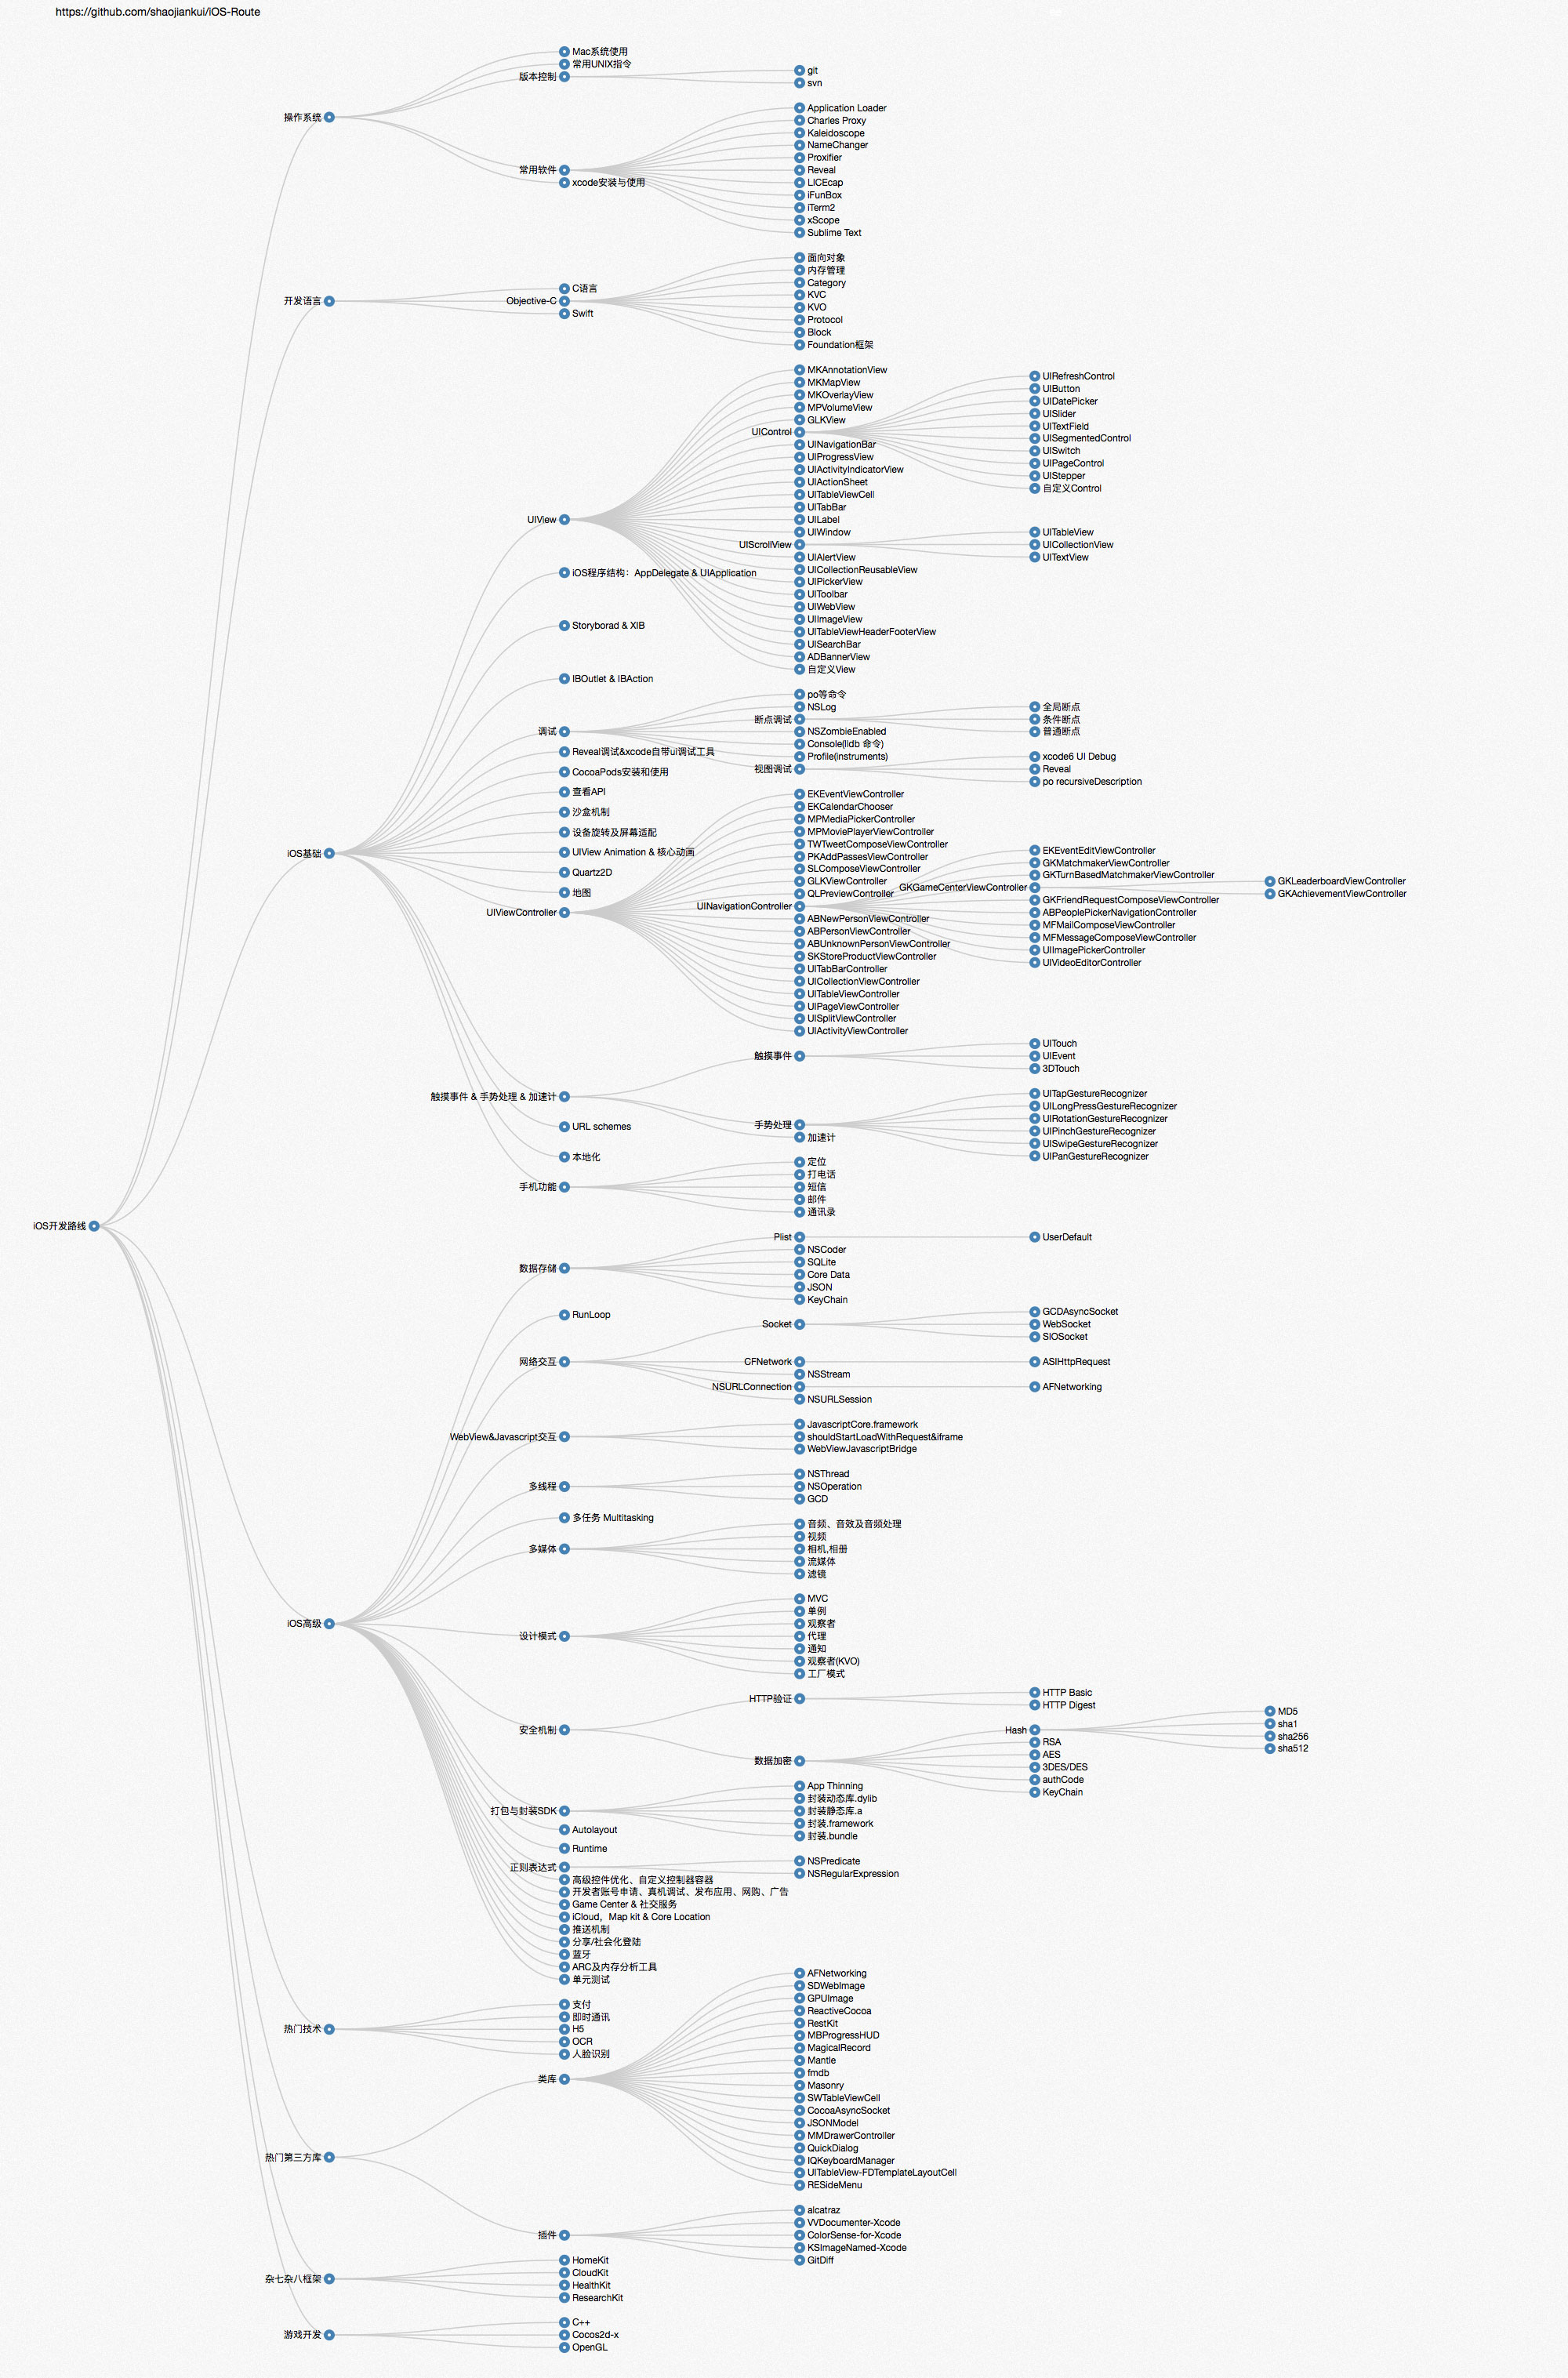 https://github.com/shaojiankui/iOS-Route
iOS开发路线
操作系统
Mac系统使用
常用UNIX指令
版本控制
git
svn
常用软件
Application Loader
Charles Proxy
Kaleidoscope
NameChanger
Proxifier
Reveal
LICEcap
iFunBox
iTerm2
xScope
Sublime Text
xcode安装与使用
开发语言
C语言
Objective-C
面向对象
内存管理
Category
KVC
KVO
Protocol
Block
Foundation框架
Swift
iOS基础
UIView
MKAnnotationView
MKMapView
MKOverlayView
MPVolumeView
GLKView
UIControl
UIRefreshControl
UIButton
UIDatePicker
UISlider
UITextField
UISegmentedControl
UISwitch
UIPageControl
UIStepper
自定义Control
UINavigationBar
UIProgressView
UIActivityIndicatorView
UIActionSheet
UITableViewCell
UITabBar
UILabel
UIWindow
UIScrollView
UITableView
UICollectionView
UITextView
UIAlertView
UICollectionReusableView
UIPickerView
UIToolbar
UIWebView
UIImageView
UITableViewHeaderFooterView
UISearchBar
ADBannerView
自定义View
iOS程序结构：AppDelegate & UIApplication
Storyborad & XIB
IBOutlet & IBAction
调试
po等命令
NSLog
断点调试
全局断点
条件断点
普通断点
NSZombieEnabled
Console(lldb 命令)
Profile(instruments)
视图调试
xcode6 UI Debug
Reveal
po recursiveDescription
Reveal调试&xcode自带ui调试工具
CocoaPods安装和使用
查看API
沙盒机制
设备旋转及屏幕适配
UIView Animation & 核心动画
Quartz2D
地图
UIViewController
EKEventViewController
EKCalendarChooser
MPMediaPickerController
MPMoviePlayerViewController
TWTweetComposeViewController
PKAddPassesViewController
SLComposeViewController
GLKViewController
QLPreviewController
UINavigationController
EKEventEditViewController
GKMatchmakerViewController
GKTurnBasedMatchmakerViewController
GKGameCenterViewController
GKLeaderboardViewController
GKAchievementViewController
GKFriendRequestComposeViewController
ABPeoplePickerNavigationController
MFMailComposeViewController
MFMessageComposeViewController
UIImagePickerController
UIVideoEditorController
ABNewPersonViewController
ABPersonViewController
ABUnknownPersonViewController
SKStoreProductViewController
UITabBarController
UICollectionViewController
UITableViewController
UIPageViewController
UISplitViewController
UIActivityViewController
触摸事件 & 手势处理 & 加速计
触摸事件
UITouch
UIEvent
3DTouch
手势处理
UITapGestureRecognizer
UILongPressGestureRecognizer
UIRotationGestureRecognizer
UIPinchGestureRecognizer
UISwipeGestureRecognizer
UIPanGestureRecognizer
加速计
URL schemes
本地化
手机功能
定位
打电话
短信
邮件
通讯录
iOS高级
数据存储
Plist
UserDefault
NSCoder
SQLite
Core Data
JSON
KeyChain
RunLoop
网络交互
Socket
GCDAsyncSocket
WebSocket
SIOSocket
CFNetwork
ASIHttpRequest
NSStream
NSURLConnection
AFNetworking
NSURLSession
WebView&Javascript交互
JavascriptCore.framework
shouldStartLoadWithRequest&iframe
WebViewJavascriptBridge
多线程
NSThread
NSOperation
GCD
多任务 Multitasking
多媒体
音频、音效及音频处理
视频
相机,相册
流媒体
滤镜
设计模式
MVC
单例
观察者
代理
通知
观察者(KVO)
工厂模式
安全机制
HTTP验证
HTTP Basic
HTTP Digest
数据加密
Hash
MD5
sha1
sha256
sha512
RSA
AES
3DES/DES
authCode
KeyChain
打包与封装SDK
App Thinning
封装动态库.dylib
封装静态库.a
封装.framework
封装.bundle
Autolayout
Runtime
正则表达式
NSPredicate
NSRegularExpression
高级控件优化、自定义控制器容器
开发者账号申请、真机调试、发布应用、网购、广告
Game Center & 社交服务
iCloud，Map kit & Core Location
推送机制
分享/社会化登陆
蓝牙
ARC及内存分析工具
单元测试
热门技术
支付
即时通讯
H5
OCR
人脸识别
热门第三方库
类库
AFNetworking
SDWebImage
GPUImage
ReactiveCocoa
RestKit
MBProgressHUD
MagicalRecord
Mantle
fmdb
Masonry
SWTableViewCell
CocoaAsyncSocket
JSONModel
MMDrawerController
QuickDialog
IQKeyboardManager
UITableView-FDTemplateLayoutCell
RESideMenu
插件
alcatraz
VVDocumenter-Xcode
ColorSense-for-Xcode
KSImageNamed-Xcode
GitDiff
杂七杂八框架
HomeKit
CloudKit
HealthKit
ResearchKit
游戏开发
C++
Cocos2d-x
OpenGL